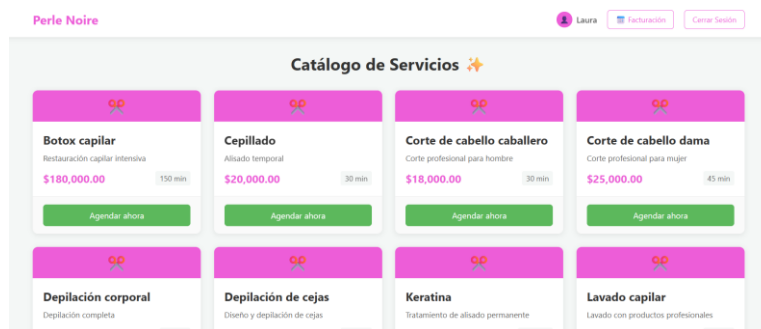 Perle Noire
Laura
Facturación
Cerrar Sesión
Catálogo de Servicios ✨
Botox capilar
Restauración capilar intensiva
$180,000.00
150 min
Agendar ahora
Cepillado
Alisado temporal
$20,000.00
30 min
Agendar ahora
Corte de cabello caballero
Corte profesional para hombre
$18,000.00
30 min
Agendar ahora
Corte de cabello dama
Corte profesional para mujer
$25,000.00
45 min
Agendar ahora
Depilación corporal
Depilación completa
Depilación de cejas
Diseño y depilación de cejas
Keratina
Tratamiento de alisado permanente
Lavado capilar
Lavado con productos profesionales